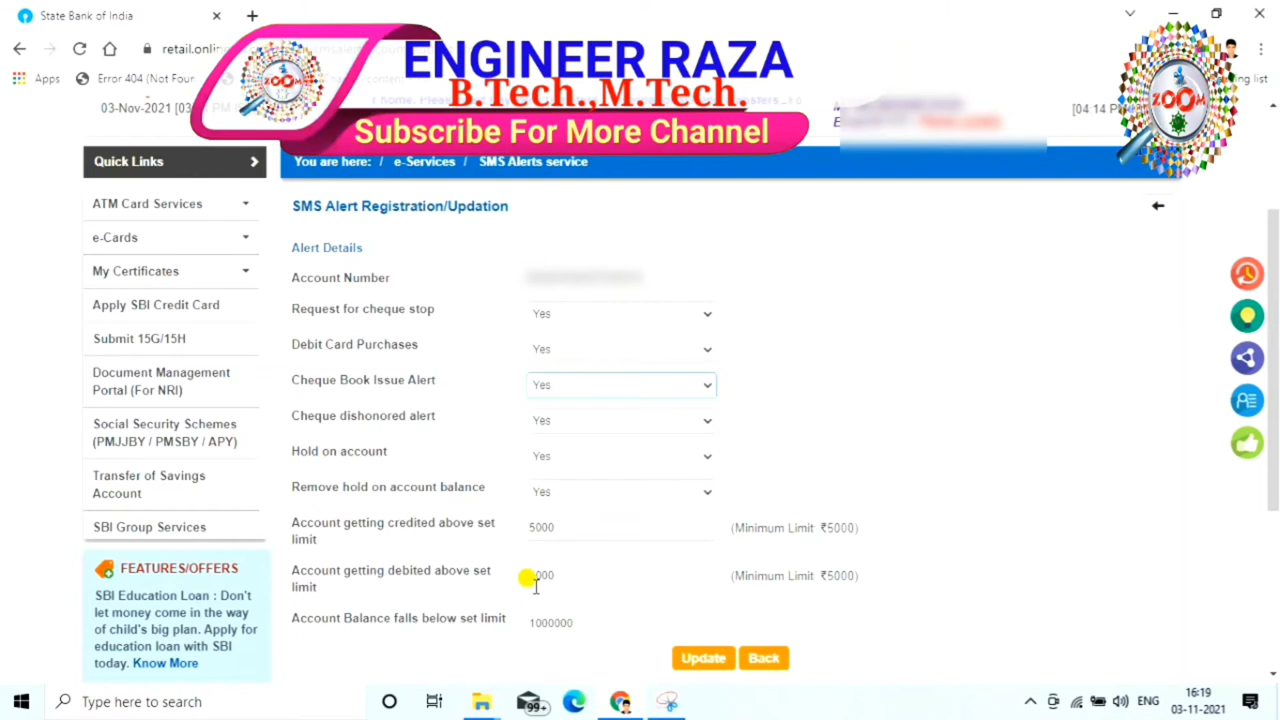 State Bank of India
ENGINEER RAZA
retail.onlin
B.Tech.,M.Tech.
ZOOM
ZOOM
Apps
Error 404 (Not Foun
03-Nov-2021 [03
[04:14 P
Subscribe For More Channel
Quick Links
You are here: / e-Services / SMS Alerts service
ATM Card Services
e-Cards
My Certificates
Apply SBI Credit Card
Submit 15G/15H
Document Management
Portal (For NRI)
Social Security Schemes
(PMJJBY / PMSBY / APY)
Transfer of Savings
Account
SBI Group Services
FEATURES/OFFERS
SBI Education Loan : Don't
let money come in the way
of child's big plan. Apply for
education loan with SBI
today. Know More
SMS Alert Registration/Updation
Alert Details
Account Number
Request for cheque stop Yes
Debit Card Purchases Yes
Cheque Book Issue Alert Yes
Cheque dishonored alert Yes
Hold on account Yes
Remove hold on account balance Yes
Account getting credited above set
limit
5000 (Minimum Limit ₹5000)
Account getting debited above set
limit
000 (Minimum Limit ₹5000)
Account Balance falls below set limit 1000000
Update Back
Type here to search
99+
ENG
16:19
03-11-2021